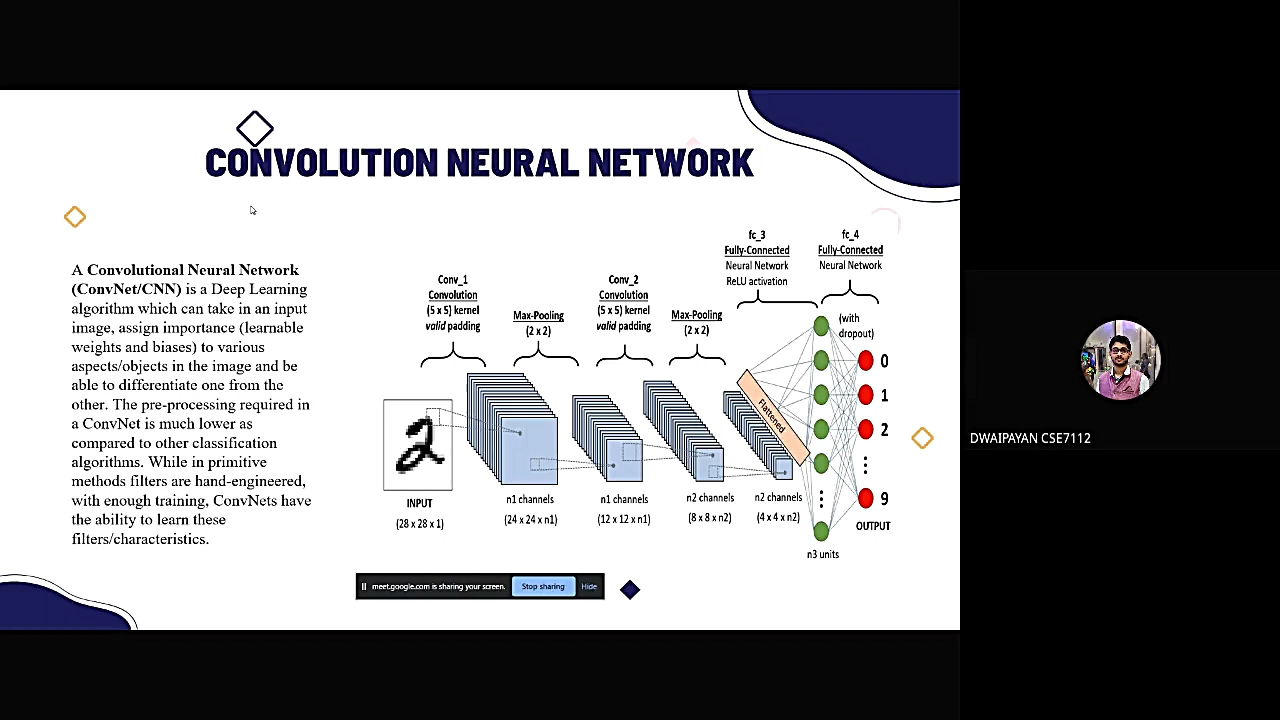 CONVOLUTION NEURAL NETWORK
A Convolutional Neural Network
(ConvNet/CNN) is a Deep Learning
algorithm which can take in an input
image, assign importance (learnable
weights and biases) to various
aspects/objects in the image and be
able to differentiate one from the
other. The pre-processing required in
a ConvNet is much lower as
compared to other classification
algorithms. While in primitive
methods filters are hand-engineered,
with enough training, ConvNets have
the ability to learn these
filters/characteristics.
Conv_1
Convolution
(5 x 5) kernel
valid padding
Max-Pooling
(2 x 2)
Conv_2
Convolution
(5 x 5) kernel
valid padding
Max-Pooling
(2 x 2)
fc_3
Fully-Connected
Neural Network
ReLU activation
fc_4
Fully-Connected
Neural Network
(with
dropout)
2
Flattened
0
1
2
9
OUTPUT
INPUT
(28 x 28 x 1)
n1 channels
(24 x 24 x n1)
n1 channels
(12 x 12 x n1)
n2 channels
(8 x 8 x n2)
n2 channels
(4 x 4 x n2)
n3 units
meet.google.com is sharing your screen.
Stop sharing
Hide
DWAIPAYAN CSE7112